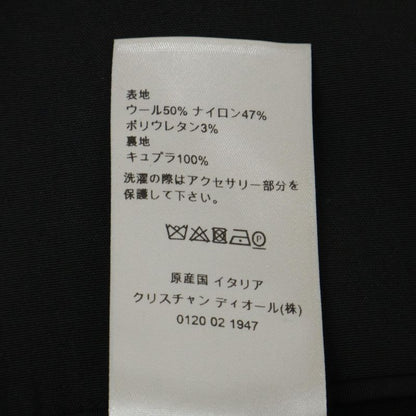 表地
ウール50% ナイロン47%
ポリウレタン3%
裏地
キュプラ100%
洗濯の際はアクセサリー部分を
保護して下さい。
P
原産国 イタリア
クリスチャン ディオール(株)
0120 02 1947